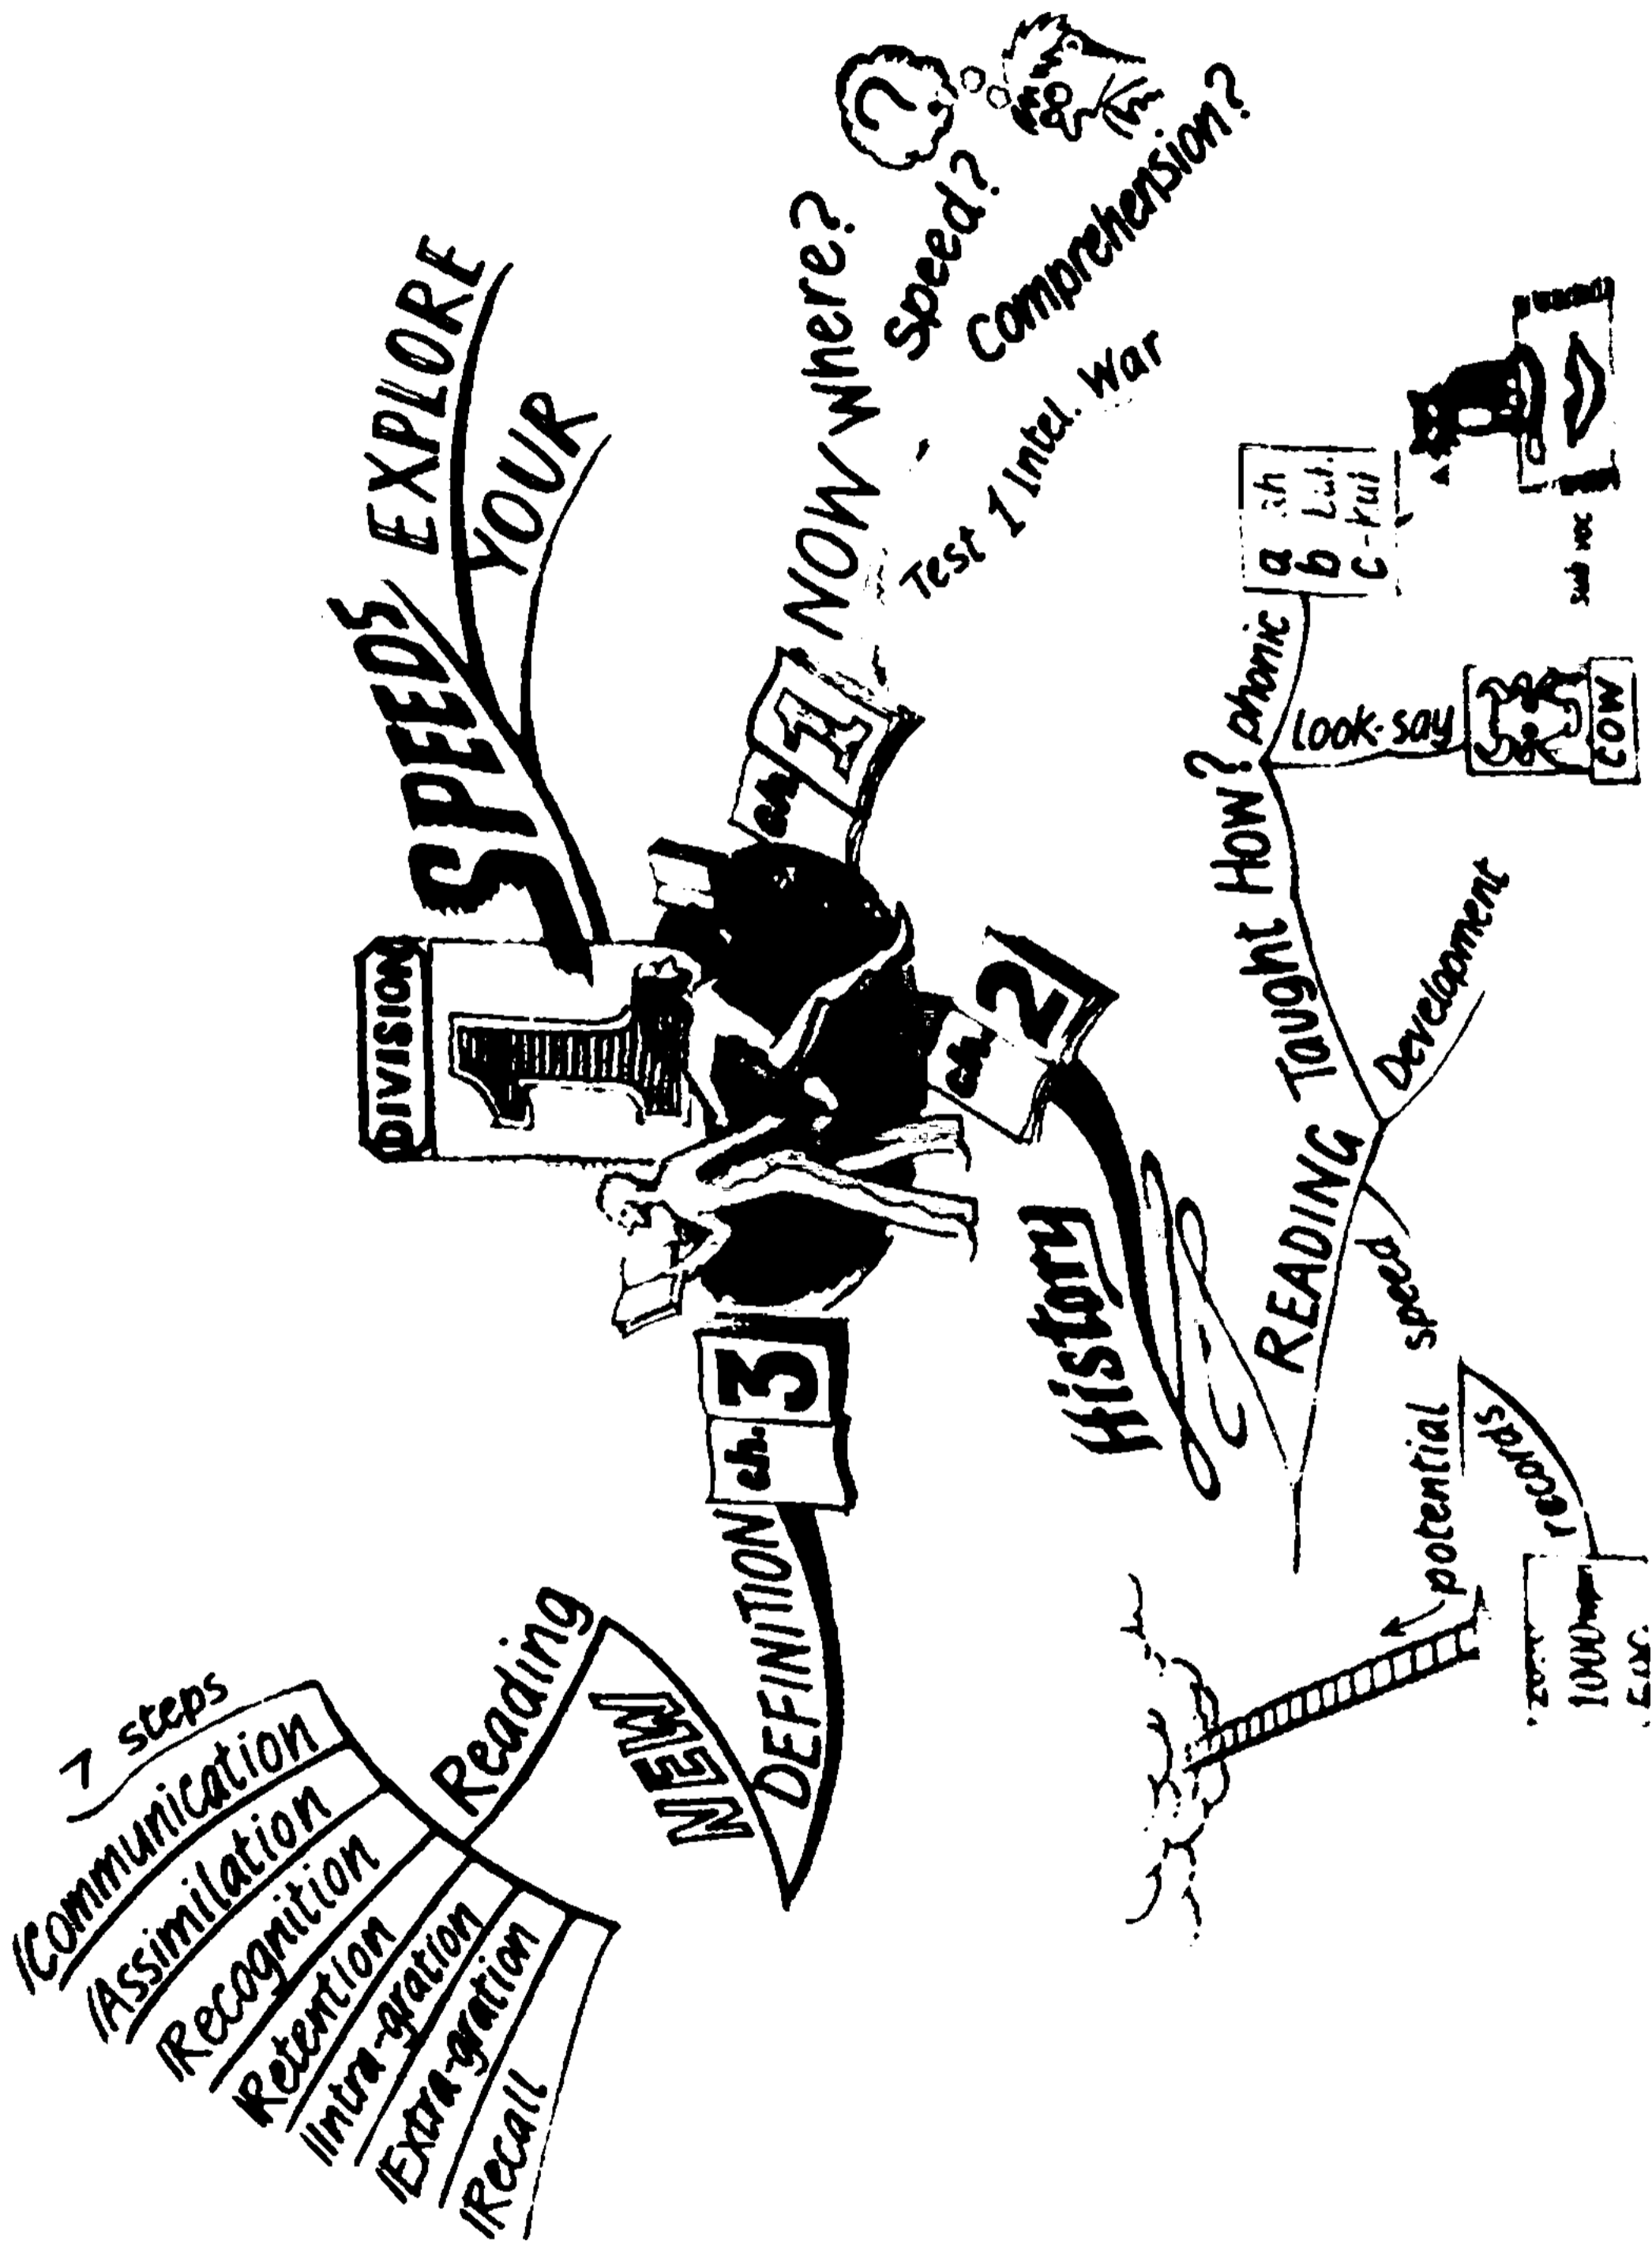 DIVISION
1
EXPLORE
YOUR
SPEEDS
ch. 1
NOW where?
Speed?
Comprehension?
?
Test 1 Intel. War
ch. 2
History
READING
Taught How?
phonic
a
b
c
look-say
COW
sub voc
Development
speed
potential
records
1000
ch. 3
DEFINITION
NEW
Reading
7 steps
Communication
Assimilation
Recognition
Retention
Intra-gration
Extra-gration
Recall